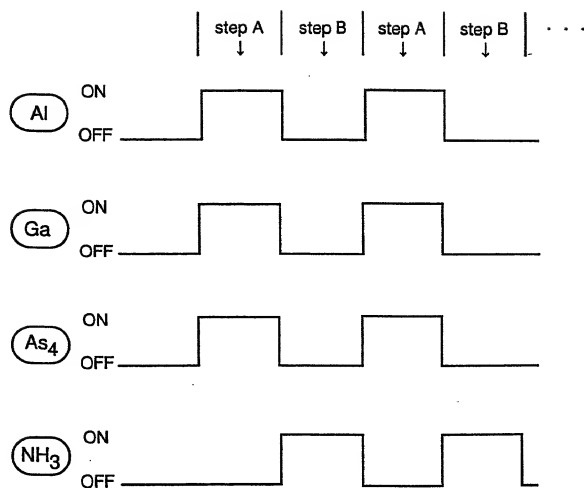 step A step B step A step B . . .
↓ ↓ ↓ ↓
ON
Al
OFF
ON
Ga
OFF
ON
As4
OFF
ON
NH3
OFF